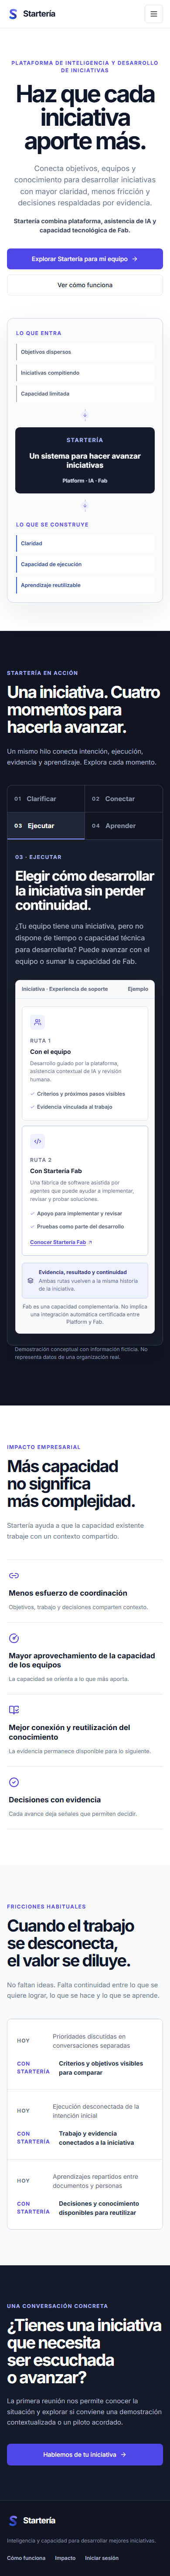 Startería
PLATAFORMA DE INTELIGENCIA Y DESARROLLO
DE INICIATIVAS
Haz que cada
iniciativa
aporte más.
Conecta objetivos, equipos y
conocimiento para desarrollar iniciativas
con mayor claridad, menos fricción y
decisiones respaldadas por evidencia.
Startería combina plataforma, asistencia de IA y
capacidad tecnológica de Fab.
Explorar Startería para mi equipo →
Ver cómo funciona
LO QUE ENTRA
Objetivos dispersos
Iniciativas compitiendo
Capacidad limitada
STARTERÍA
Un sistema para hacer avanzar
iniciativas
Plataforma · IA · Fab
LO QUE SE CONSTRUYE
Claridad
Capacidad de ejecución
Aprendizaje reutilizable
STARTERÍA EN ACCIÓN
Una iniciativa. Cuatro
momentos para
hacerla avanzar.
Un mismo hilo conecta intención, ejecución,
evidencia y aprendizaje. Explora cada momento.
01 Clarificar
02 Conectar
03 Ejecutar
04 Aprender
03 · EJECUTAR
Elegir cómo desarrollar
la iniciativa sin perder
continuidad.
¿Tu equipo tiene una iniciativa, pero no
dispone de tiempo o capacidad técnica
para desarrollarla? Puede avanzar con el
equipo o sumar la capacidad de Fab.
Iniciativa · Experiencia de soporte
Ejemplo
RUTA 1
Con el equipo
Desarrollo guiado por la plataforma,
asistencia contextual de IA y revisión
humana.
✓ Criterios y próximos pasos visibles
✓ Evidencia vinculada al trabajo
RUTA 2
Con Startería Fab
Una fábrica de software asistida por
agentes que puede ayudar a implementar,
revisar y probar soluciones.
✓ Apoyo para implementar y revisar
✓ Pruebas como parte del desarrollo
Conocer Startería Fab
Evidencia, resultado y continuidad
Ambas rutas vuelven a la misma historia
de la iniciativa.
Fab es una capacidad complementaria. No implica
una integración automática certificada entre
Platform y Fab.
Demostración conceptual con información ficticia. No
representa datos de una organización real.
IMPACTO EMPRESARIAL
Más capacidad
no significa
más complejidad.
Startería ayuda a que la capacidad existente
trabaje con un contexto compartido.
Menos esfuerzo de coordinación
Objetivos, trabajo y decisiones comparten contexto.
Mayor aprovechamiento de la capacidad
de los equipos
La capacidad se orienta a lo que más aporta.
Mejor conexión y reutilización del
conocimiento
La evidencia permanece disponible para lo siguiente.
Decisiones con evidencia
Cada avance deja señales que permiten decidir.
FRICCIONES HABITUALES
Cuando el trabajo
se desconecta,
el valor se diluye.
No faltan ideas. Falta continuidad entre lo que se
quiere lograr, lo que se hace y lo que se aprende.
HOY
Prioridades discutidas en
conversaciones separadas
CON
STARTERÍA
Criterios y objetivos visibles
para comparar
HOY
Ejecución desconectada de la
intención inicial
CON
STARTERÍA
Trabajo y evidencia
conectados a la iniciativa
HOY
Aprendizajes repartidos entre
documentos y personas
CON
STARTERÍA
Decisiones y conocimiento
disponibles para reutilizar
UNA CONVERSACIÓN CONCRETA
¿Tienes una iniciativa
que necesita
ser escuchada
o avanzar?
La primera reunión nos permite conocer la
situación y explorar si conviene una demostración
contextualizada o un piloto acordado.
Hablemos de tu iniciativa →
Startería
Inteligencia y capacidad para desarrollar mejores iniciativas.
Cómo funciona
Impacto
Iniciar sesión